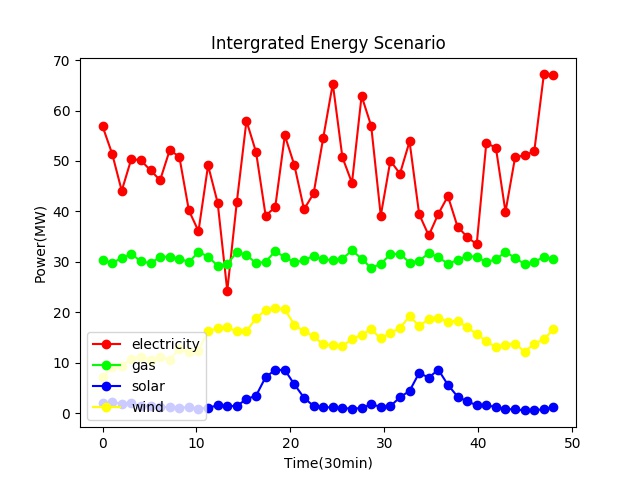 Intergrated Energy Scenario
Power(MW)
70
60
50
40
30
20
10
0
electricity
gas
solar
wind
0 10 20 30 40 50
Time(30min)